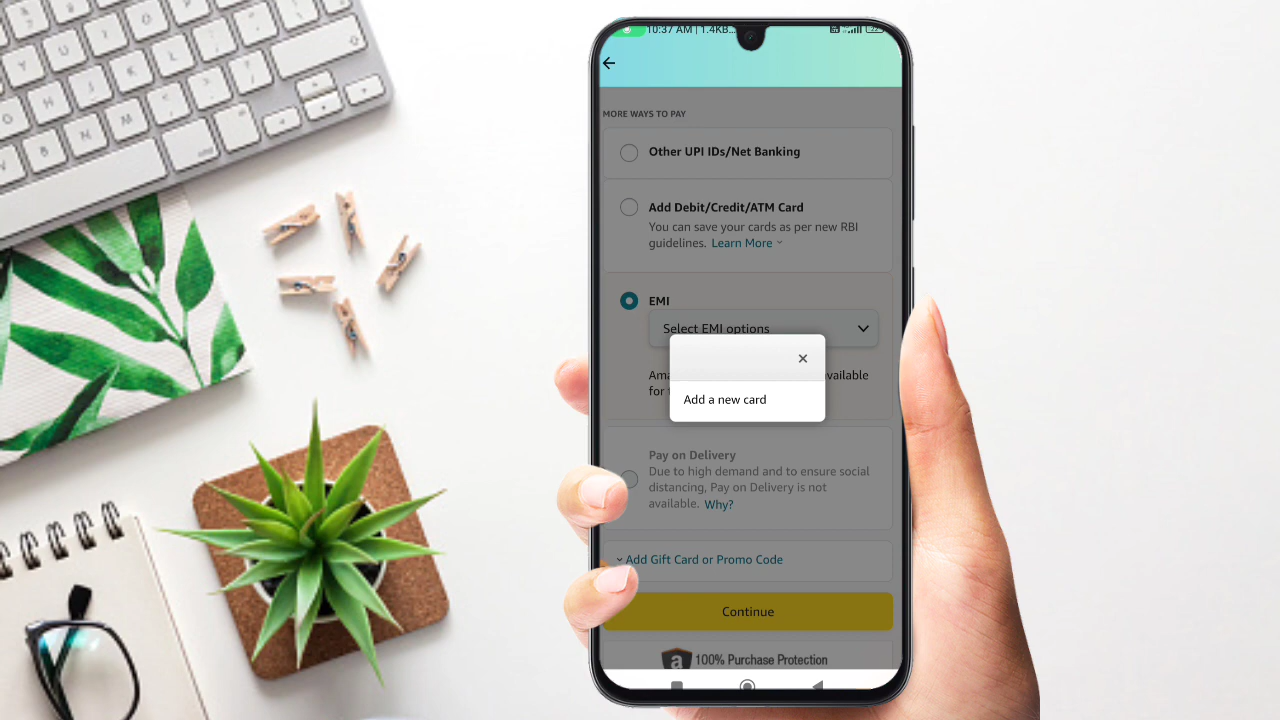 10:37 AM | 1.4KB...
MORE WAYS TO PAY
Other UPI IDs/Net Banking
Add Debit/Credit/ATM Card
You can save your cards as per new RBI
guidelines. Learn More
EMI
Select EMI options
Add a new card
Pay on Delivery
Due to high demand and to ensure social
distancing, Pay on Delivery is not
available. Why?
Add Gift Card or Promo Code
Continue
a 100% Purchase Protection